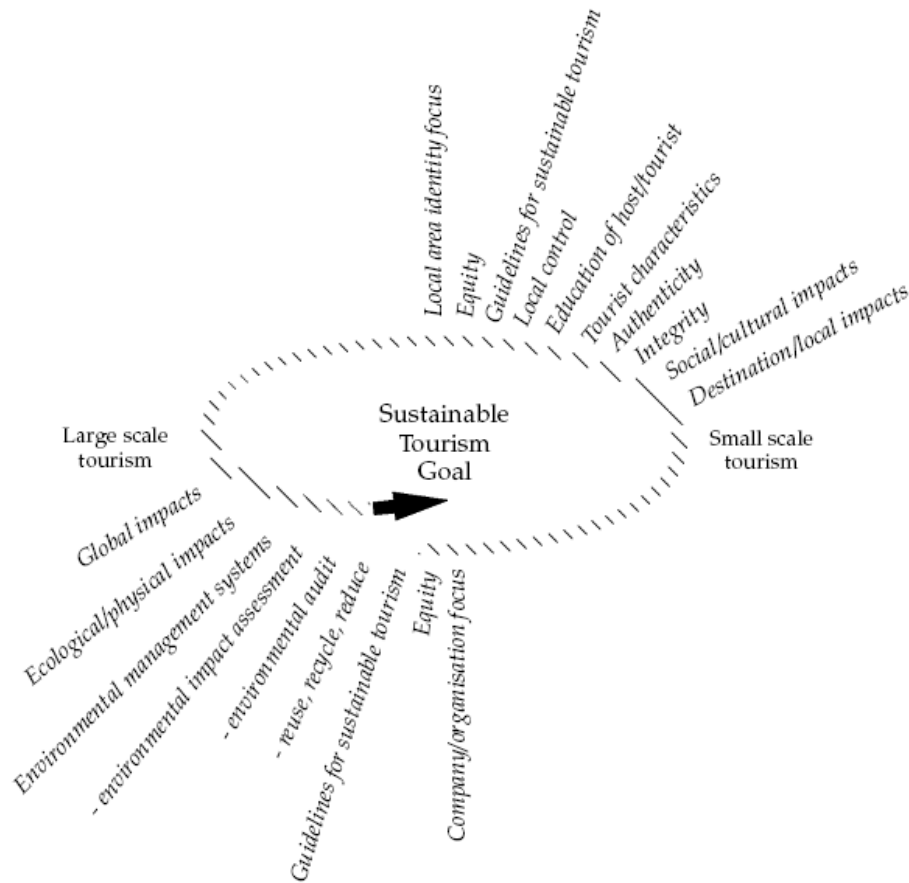 Local area identity focus
Equity
Guidelines for sustainable tourism
Local control
Education of host/tourist
Tourist characteristics
Authenticity
Integrity
Social/cultural impacts
Destination/local impacts
Large scale
tourism
Sustainable
Tourism
Goal
Small scale
tourism
Global impacts
Ecological/physical impacts
Environmental management systems
- environmental impact assessment
- environmental audit
- reuse, recycle, reduce
Guidelines for sustainable tourism
Equity
Company/organisation focus